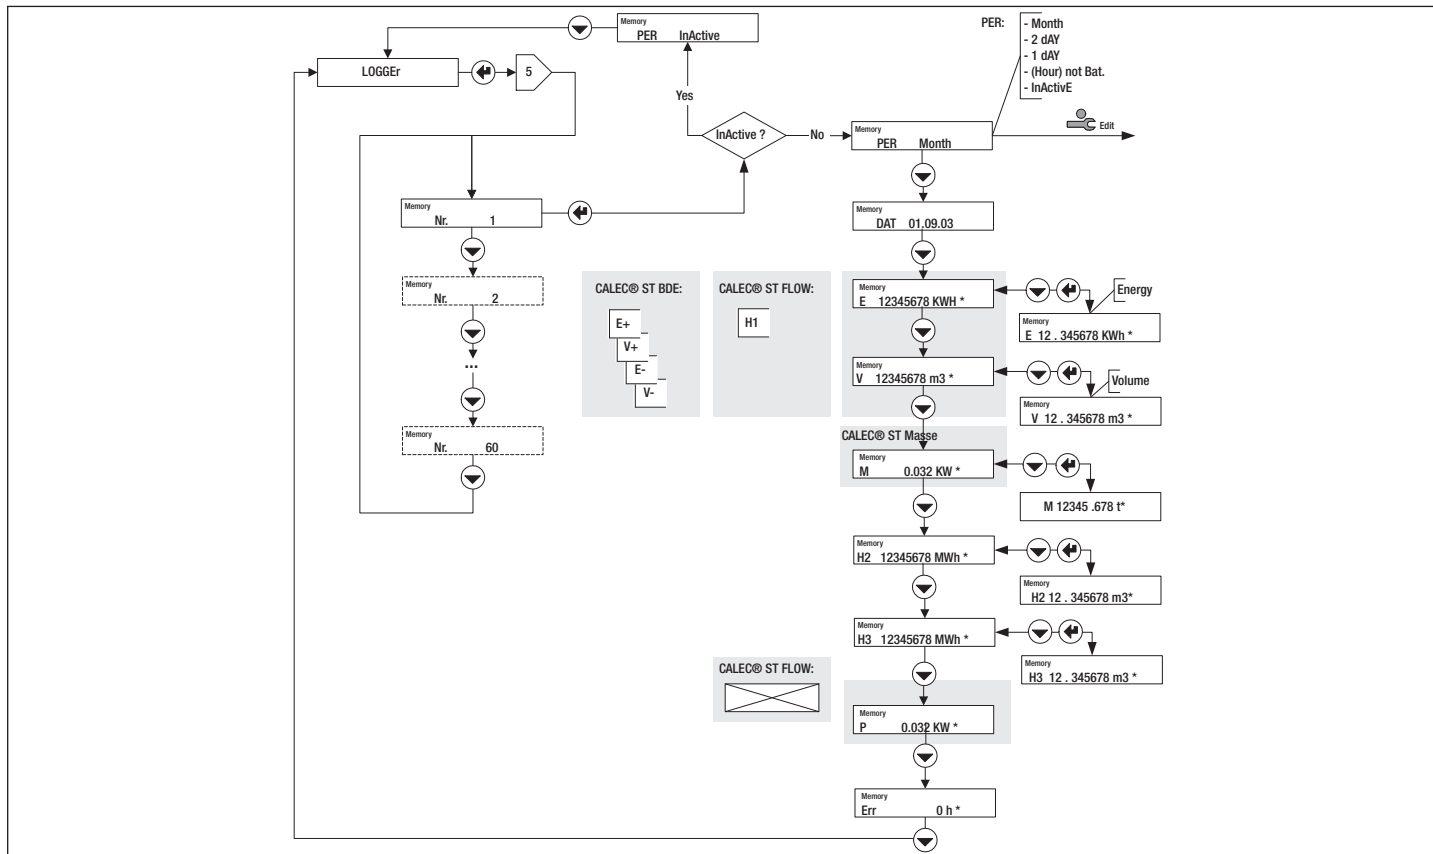 Memory
PER InActive
PER:
- Month
- 2 dAY
- 1 dAY
- (Hour) not Bat.
- InActivE
LOGGEr
5
Yes
Edit
InActive ?
No
Memory
PER Month
Memory
Nr. 1
Memory
DAT 01.09.03
CALEC® ST BDE:
E+
V+
E-
V-
CALEC® ST FLOW:
H1
Memory
Nr. 2
...
Memory
Nr. 60
Memory
E 12345678 KWH *
Energy
Memory
E 12 . 345678 KWh *
Memory
V 12345678 m3 *
Volume
Memory
V 12 . 345678 m3 *
CALEC® ST Masse
Memory
M 0.032 KW *
M 12345 .678 t*
Memory
H2 12345678 MWh *
Memory
H2 12 . 345678 m3*
Memory
H3 12345678 MWh *
Memory
H3 12 . 345678 m3 *
CALEC® ST FLOW:
Memory
P 0.032 KW *
Memory
Err 0 h *